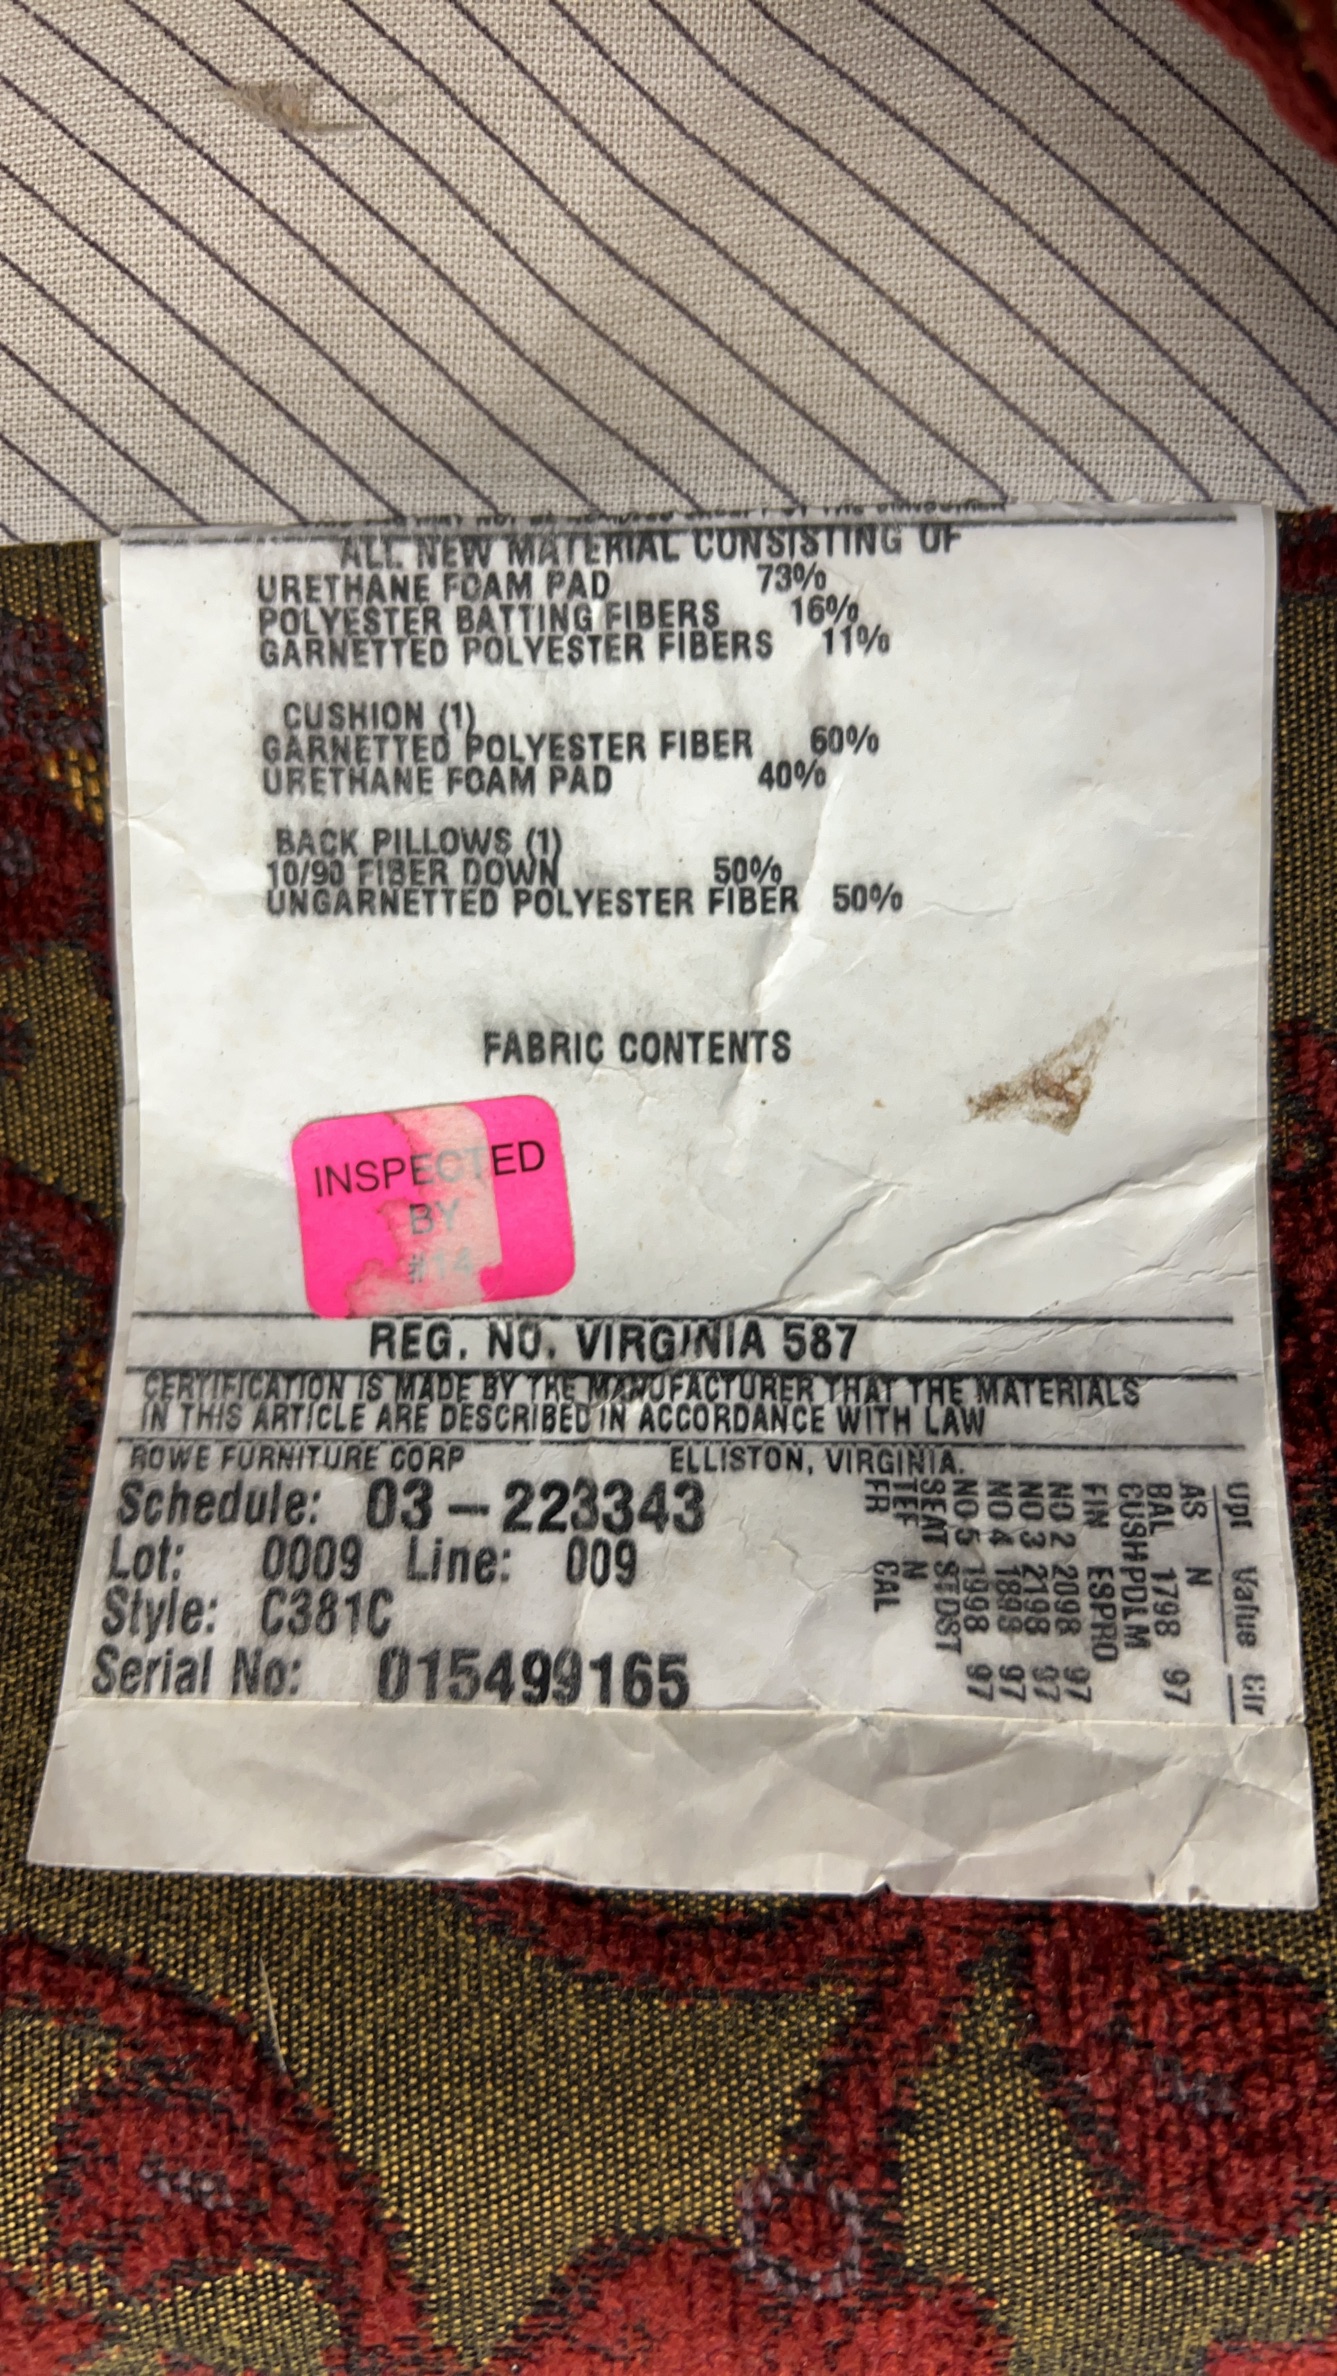 ALL NEW MATERIAL CONSISTING OF
URETHANE FOAM PAD 73%
POLYESTER BATTING FIBERS 16%
GARNETTED POLYESTER FIBERS 11%
CUSHION (1)
GARNETTED POLYESTER FIBER 60%
URETHANE FOAM PAD 40%
BACK PILLOWS (1)
10/90 FIBER DOWN 50%
UNGARNETTED POLYESTER FIBER 50%
FABRIC CONTENTS
INSPECTED
BY
#14
REG. NO. VIRGINIA 587
CERTIFICATION IS MADE BY THE MANUFACTURER THAT THE MATERIALS
IN THIS ARTICLE ARE DESCRIBED IN ACCORDANCE WITH LAW
ROWE FURNITURE CORP ELLISTON, VIRGINIA.
Schedule: 03-223343
Lot: 0009 Line: 009
Style: C381C
Serial No: 015499165
Opt Value Clr
AS N
BAL 1798 97
CUSH PDLM
FIN ESPRO
NO 2 2098 97
NO 3 2198 97
NO 4 1898 97
NO 5 1998 97
SEAT STDST
TEF N
FR CAL